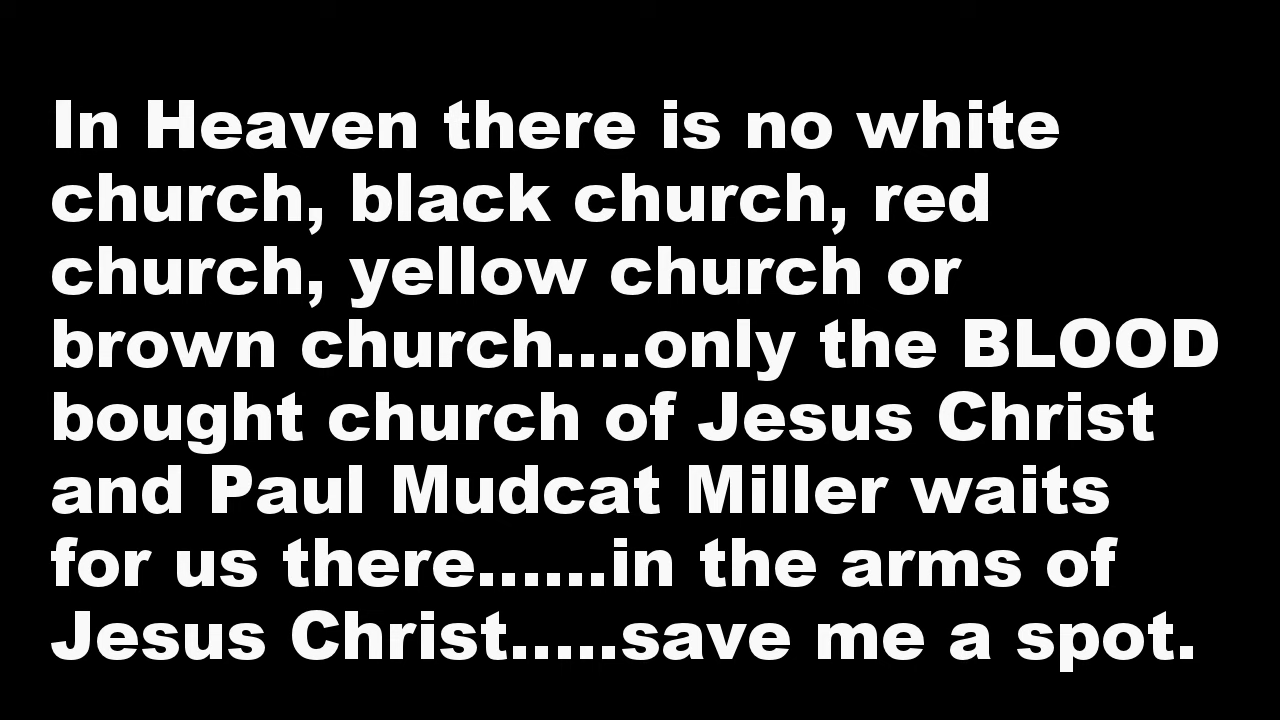 In Heaven there is no white
church, black church, red
church, yellow church or
brown church....only the BLOOD
bought church of Jesus Christ
and Paul Mudcat Miller waits
for us there......in the arms of
Jesus Christ.....save me a spot.